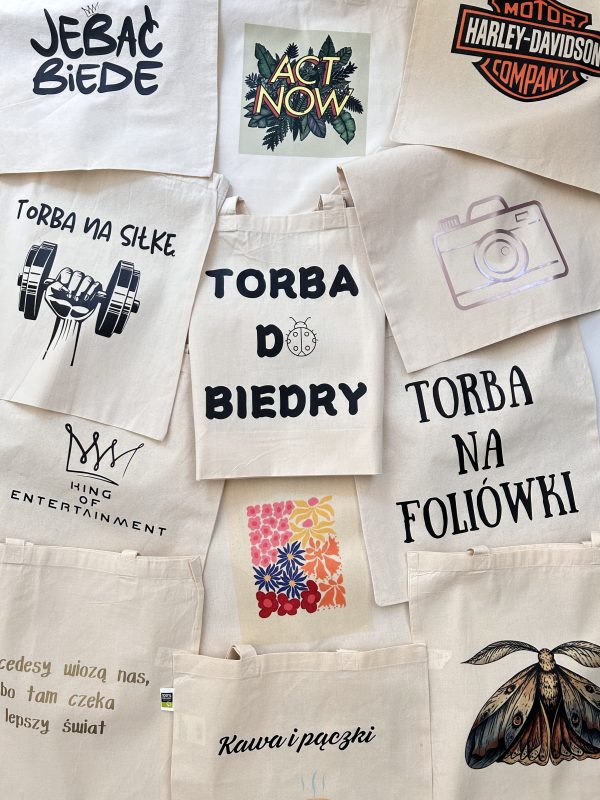 JEBAĆ
BiEDE
ACT
NOW
MOTOR
HARLEY-DAVIDSON
COMPANY
TORBA NA SIŁKĘ
TORBA
DO
BIEDRY
TORBA
NA
FOLIÓWKI
KING
OF
ENTERTAINMENT
cedesy wiozą nas,
bo tam czeka
lepszy świat
Kawa i pączki